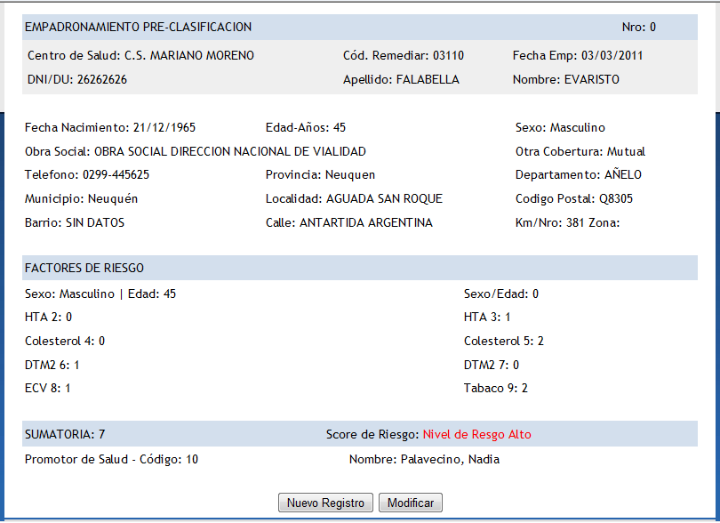 EMPADRONAMIENTO PRE-CLASIFICACION Nro: 0
Centro de Salud: C.S. MARIANO MORENO Cód. Remediar: 03110 Fecha Emp: 03/03/2011
DNI/DU: 26262626 Apellido: FALABELLA Nombre: EVARISTO
Fecha Nacimiento: 21/12/1965 Edad-Años: 45 Sexo: Masculino
Obra Social: OBRA SOCIAL DIRECCION NACIONAL DE VIALIDAD Otra Cobertura: Mutual
Telefono: 0299-445625 Provincia: Neuquen Departamento: AÑELO
Municipio: Neuquén Localidad: AGUADA SAN ROQUE Codigo Postal: Q8305
Barrio: SIN DATOS Calle: ANTARTIDA ARGENTINA Km/Nro: 381 Zona:
FACTORES DE RIESGO
Sexo: Masculino | Edad: 45 Sexo/Edad: 0
HTA 2: 0 HTA 3: 1
Colesterol 4: 0 Colesterol 5: 2
DTM2 6: 1 DTM2 7: 0
ECV 8: 1 Tabaco 9: 2
SUMATORIA: 7 Score de Riesgo: Nivel de Resgo Alto
Promotor de Salud - Código: 10 Nombre: Palavecino, Nadia
Nuevo Registro Modificar